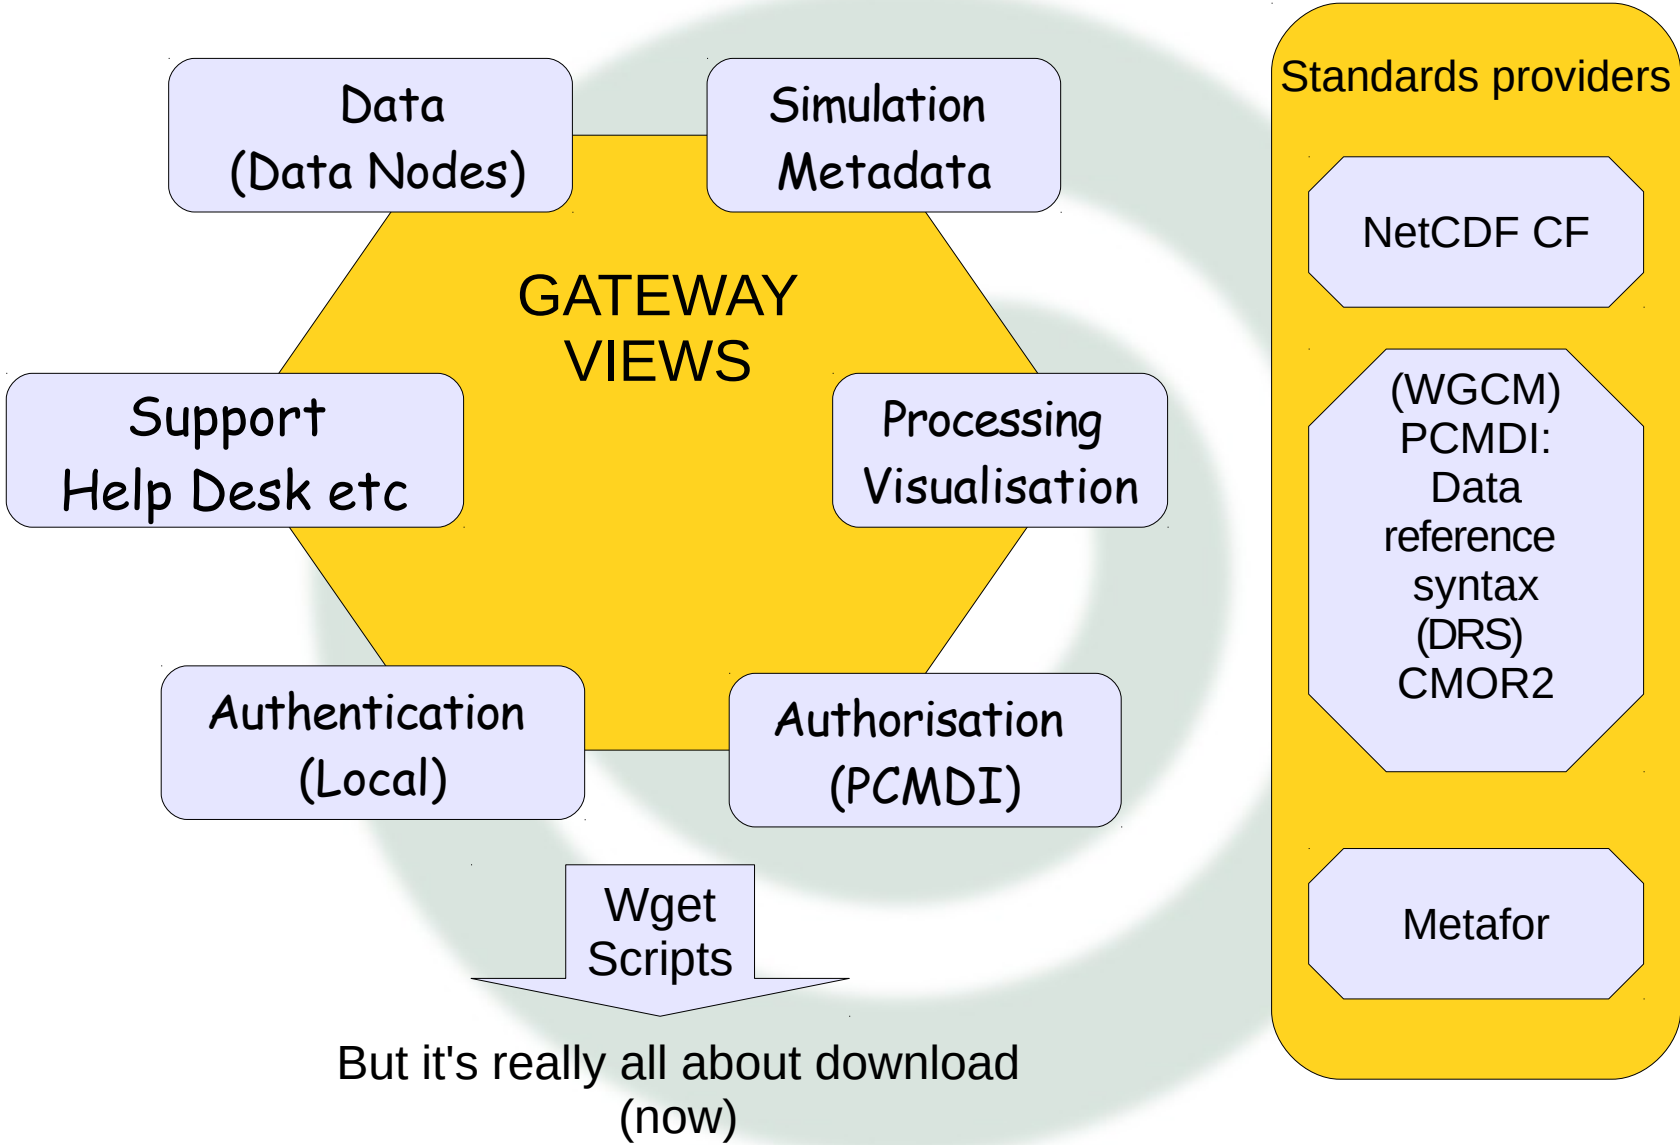 Data
(Data Nodes)
Simulation
Metadata
GATEWAY
VIEWS
Support
Help Desk etc
Processing
Visualisation
Authentication
(Local)
Authorisation
(PCMDI)
Wget
Scripts
But it's really all about download
(now)
Standards providers
NetCDF CF
(WGCM)
PCMDI:
Data
reference
syntax
(DRS)
CMOR2
Metafor